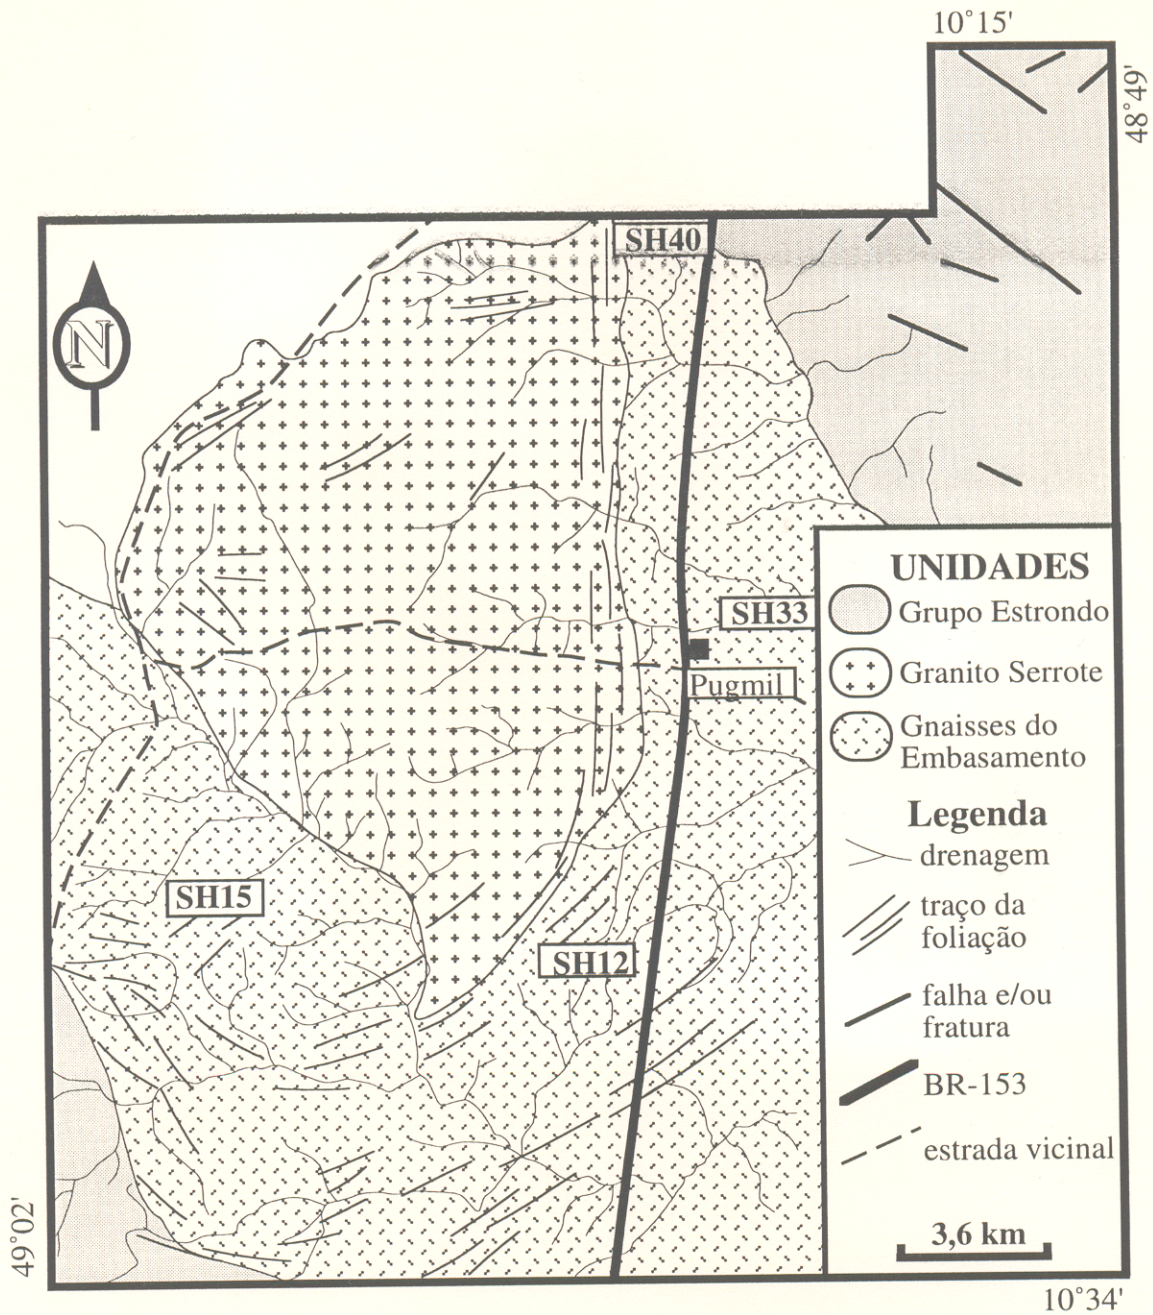 10°15'
48°49'
SH40
N
UNIDADES
Grupo Estrondo
SH33
Granito Serrote
Pugmil
Gnaisses do
Embasamento
Legenda
drenagem
SH15
traço da
foliação
SH12
falha e/ou
fratura
BR-153
estrada vicinal
49°02'
3,6 km
10°34'